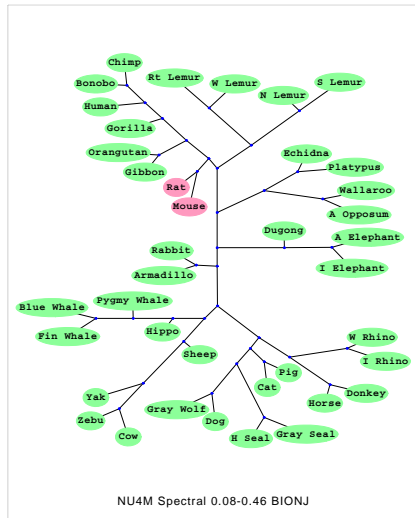 Chimp
Rt Lemur
W Lemur
S Lemur
Bonobo
N Lemur
Human
Gorilla
Orangutan
Echidna
Platypus
Gibbon
Rat
Wallaroo
Mouse
A Opposum
Dugong
A Elephant
Rabbit
I Elephant
Armadillo
Pygmy Whale
Blue Whale
Hippo
Fin Whale
Sheep
W Rhino
I Rhino
Pig
Cat
Yak
Donkey
Horse
Gray Wolf
Zebu
Dog
Cow
H Seal
Gray Seal
NU4M Spectral 0.08-0.46 BIONJ